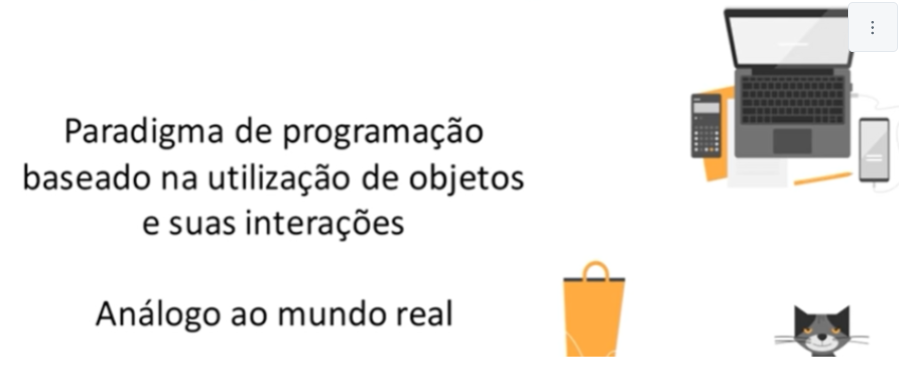 Paradigma de programação
baseado na utilização de objetos
e suas interações
Análogo ao mundo real